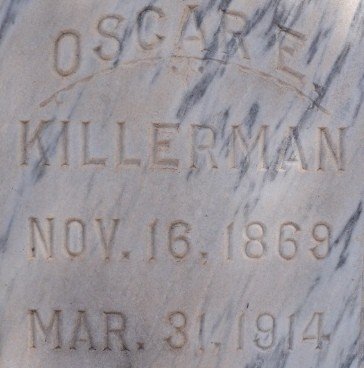 OSCAR E.
KILLERMAN
NOV. 16, 1869
MAR. 31, 1914